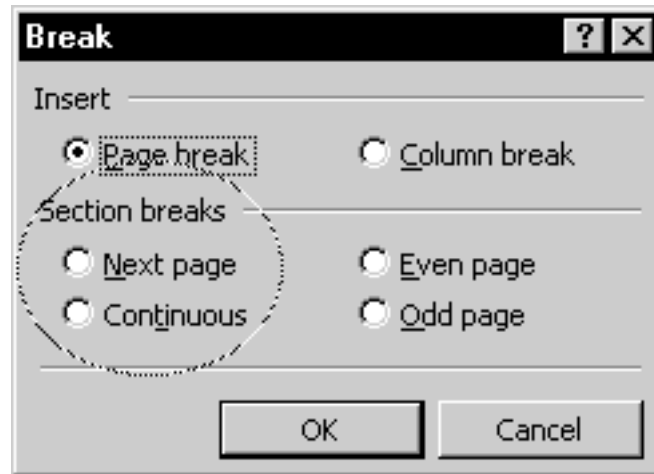 Break
Insert
Page break Column break
Section breaks
Next page Even page
Continuous Odd page
OK Cancel